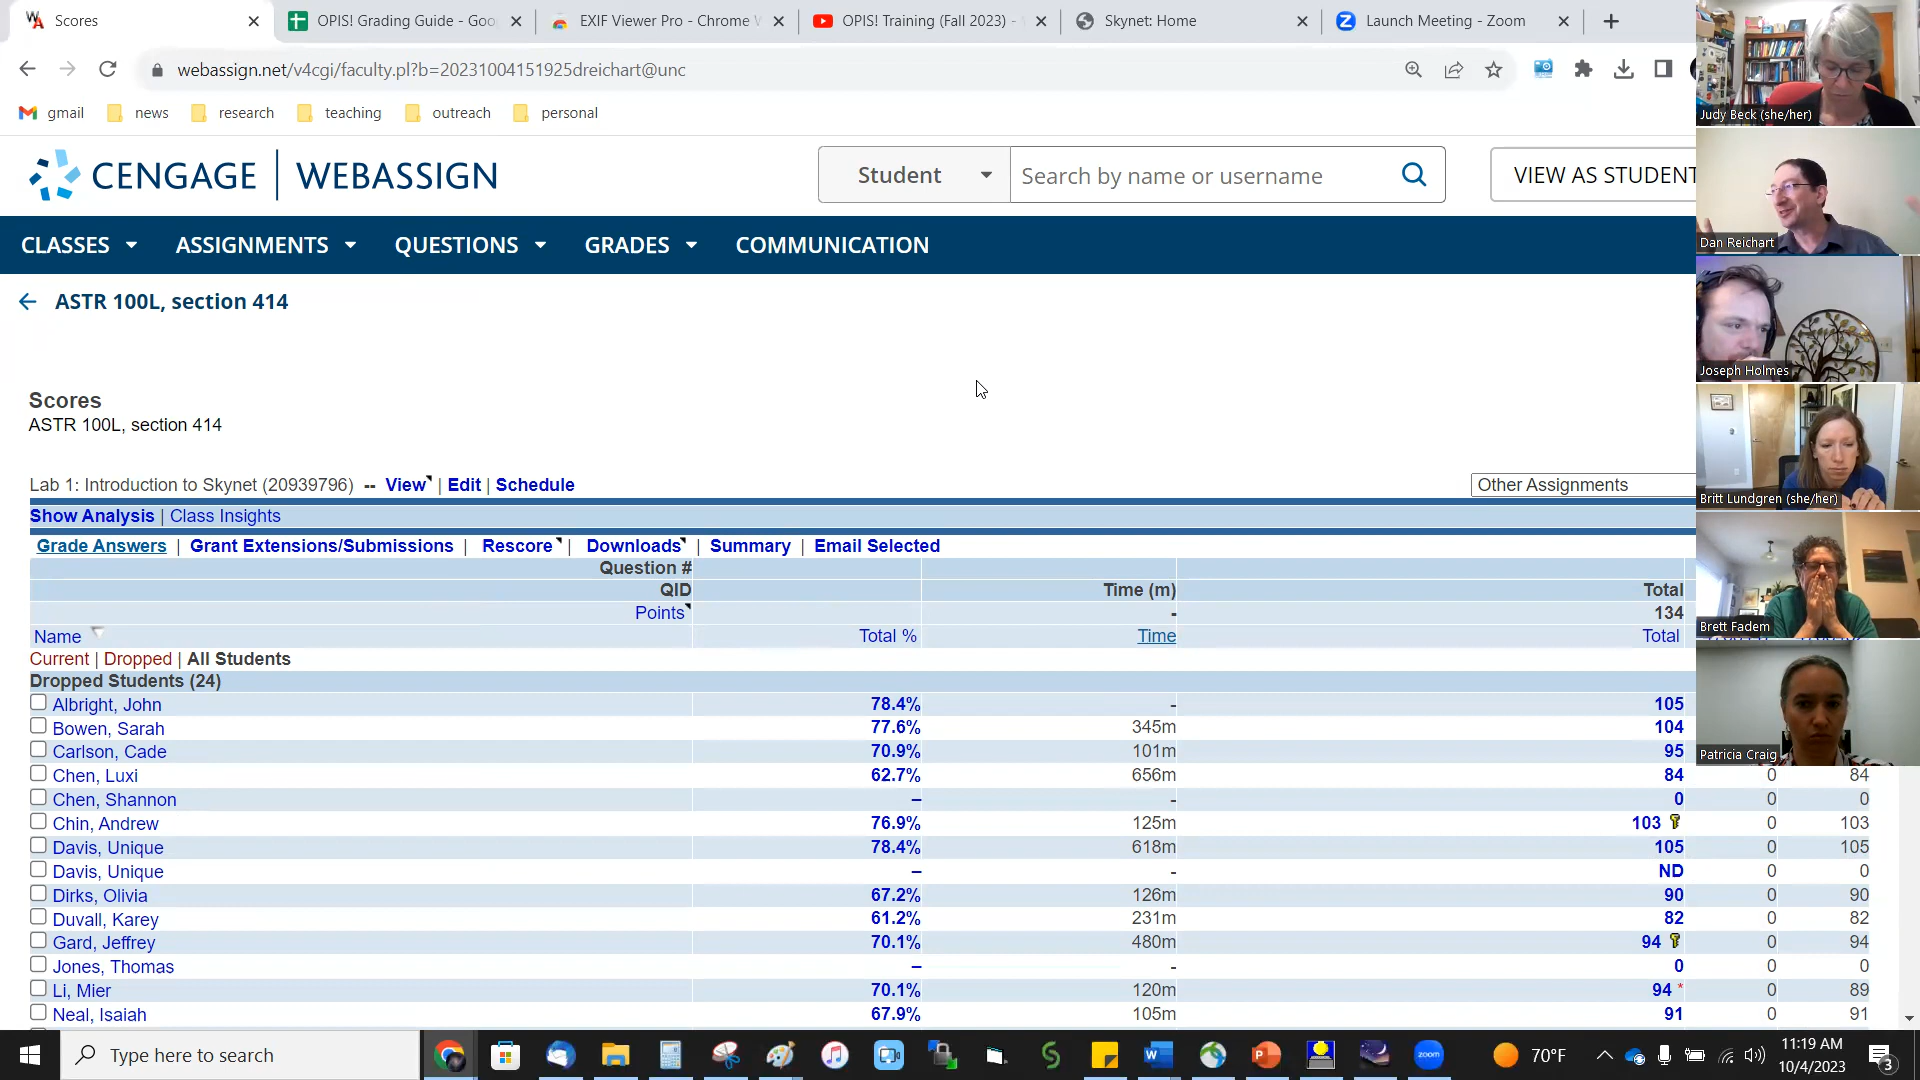 Scores
OPIS! Grading Guide - Goo
EXIF Viewer Pro - Chrome
OPIS! Training (Fall 2023) -
Skynet: Home
Launch Meeting - Zoom
webassign.net/v4cgi/faculty.pl?b=20231004151925dreichart@unc
gmail news research teaching outreach personal
CENGAGE | WEBASSIGN
Student
Search by name or username
VIEW AS STUDENT
CLASSES ASSIGNMENTS QUESTIONS GRADES COMMUNICATION
ASTR 100L, section 414
Scores
ASTR 100L, section 414
Lab 1: Introduction to Skynet (20939796) -- View | Edit | Schedule
Other Assignments
Show Analysis | Class Insights
Grade Answers | Grant Extensions/Submissions | Rescore | Downloads | Summary | Email Selected
Question #
QID Time (m) Total
Points - 134
Name Total % Time Total
Current | Dropped | All Students
Dropped Students (24)
Albright, John 78.4% - 105
Bowen, Sarah 77.6% 345m 104
Carlson, Cade 70.9% 101m 95
Chen, Luxi 62.7% 656m 84 0 84
Chen, Shannon – - 0 0 0
Chin, Andrew 76.9% 125m 103 0 103
Davis, Unique 78.4% 618m 105 0 105
Davis, Unique – - ND 0 0
Dirks, Olivia 67.2% 126m 90 0 90
Duvall, Karey 61.2% 231m 82 0 82
Gard, Jeffrey 70.1% 480m 94 0 94
Jones, Thomas – - 0 0 0
Li, Mier 70.1% 120m 94 * 0 89
Neal, Isaiah 67.9% 105m 91 0 91
Judy Beck (she/her)
Dan Reichart
Joseph Holmes
Britt Lundgren (she/her)
Brett Fadem
Patricia Craig
Type here to search
zoom
70°F
11:19 AM
10/4/2023
3